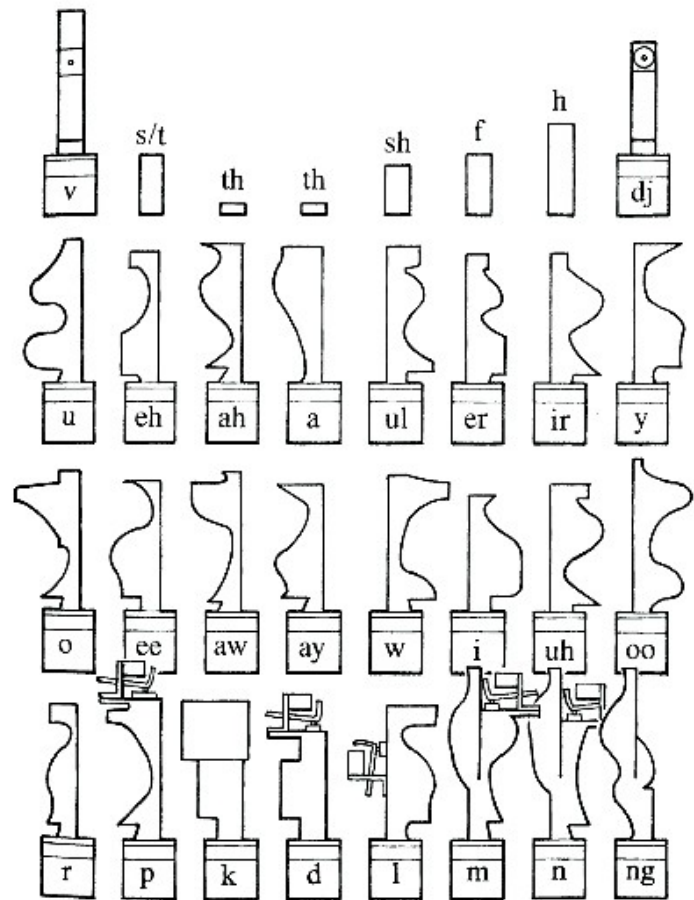 s/t th th sh f h
v dj
u eh ah a ul er ir y
o ee aw ay w i uh oo
r p k d l m n ng